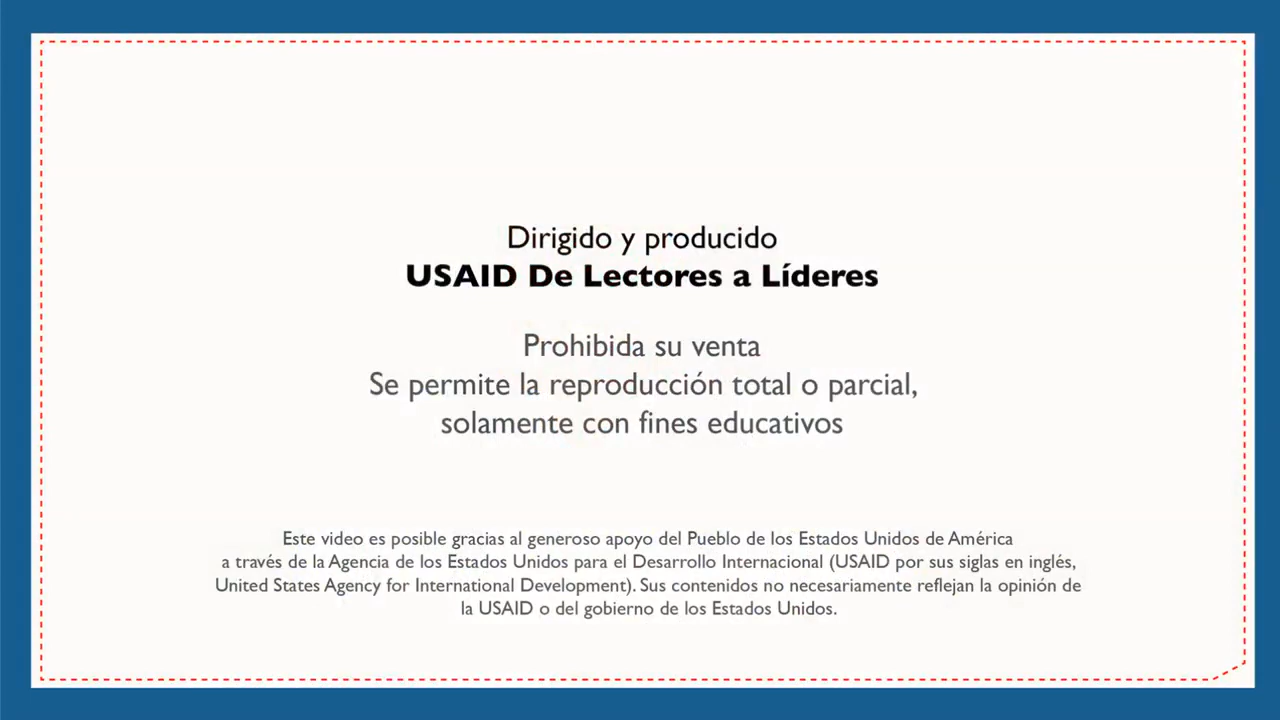 Dirigido y producido
USAID De Lectores a Líderes
Prohibida su venta
Se permite la reproducción total o parcial,
solamente con fines educativos
Este video es posible gracias al generoso apoyo del Pueblo de los Estados Unidos de América
a través de la Agencia de los Estados Unidos para el Desarrollo Internacional (USAID por sus siglas en inglés,
United States Agency for International Development). Sus contenidos no necesariamente reflejan la opinión de
la USAID o del gobierno de los Estados Unidos.